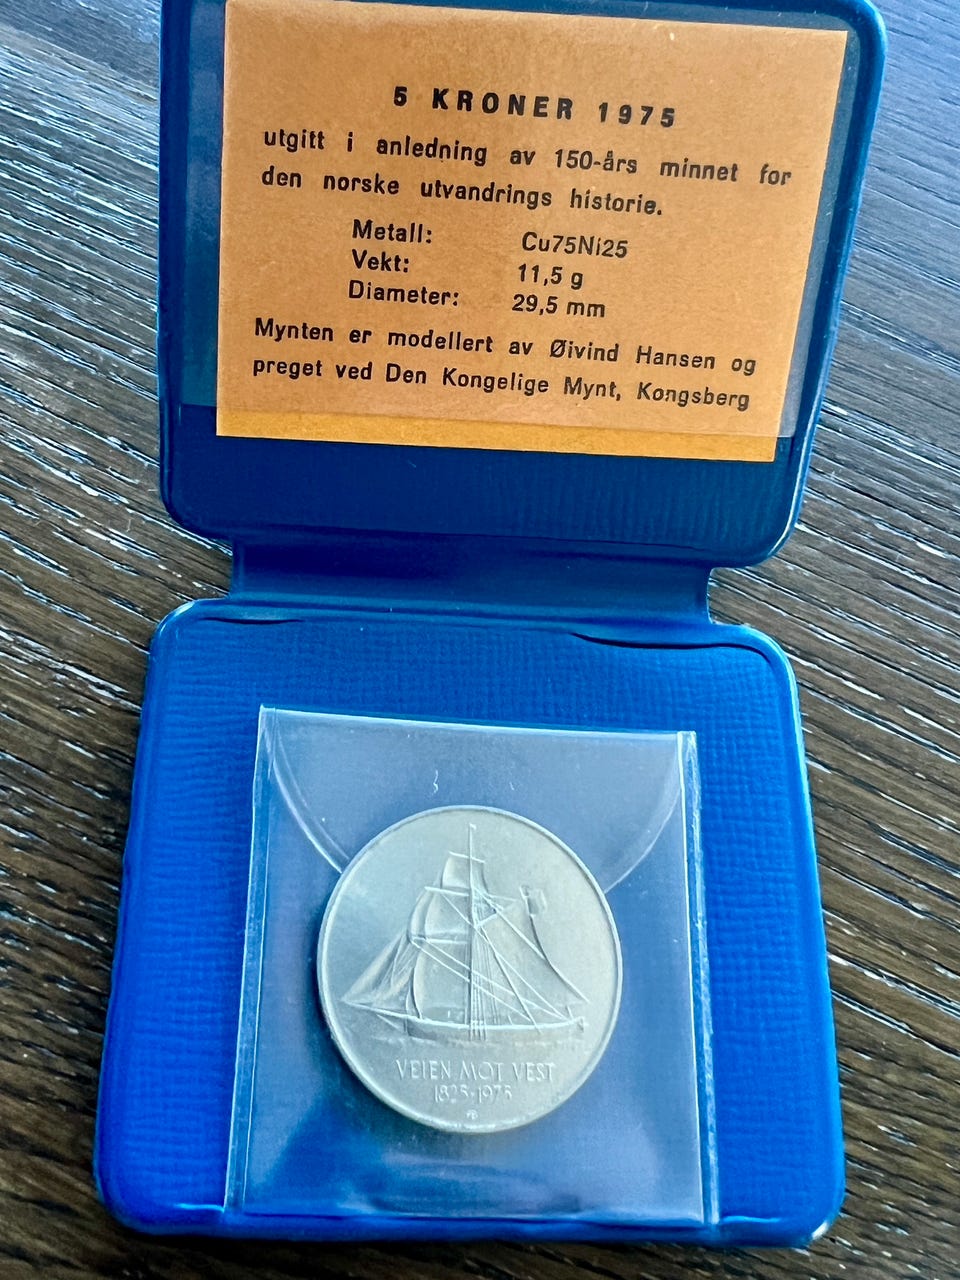 5 KRONER 1975
utgitt i anledning av 150-års minnet for
den norske utvandrings historie.
Metall: Cu75Ni25
Vekt: 11,5 g
Diameter: 29,5 mm
Mynten er modellert av Øivind Hansen og
preget ved Den Kongelige Mynt, Kongsberg
VEIEN MOT VEST
1825-1975